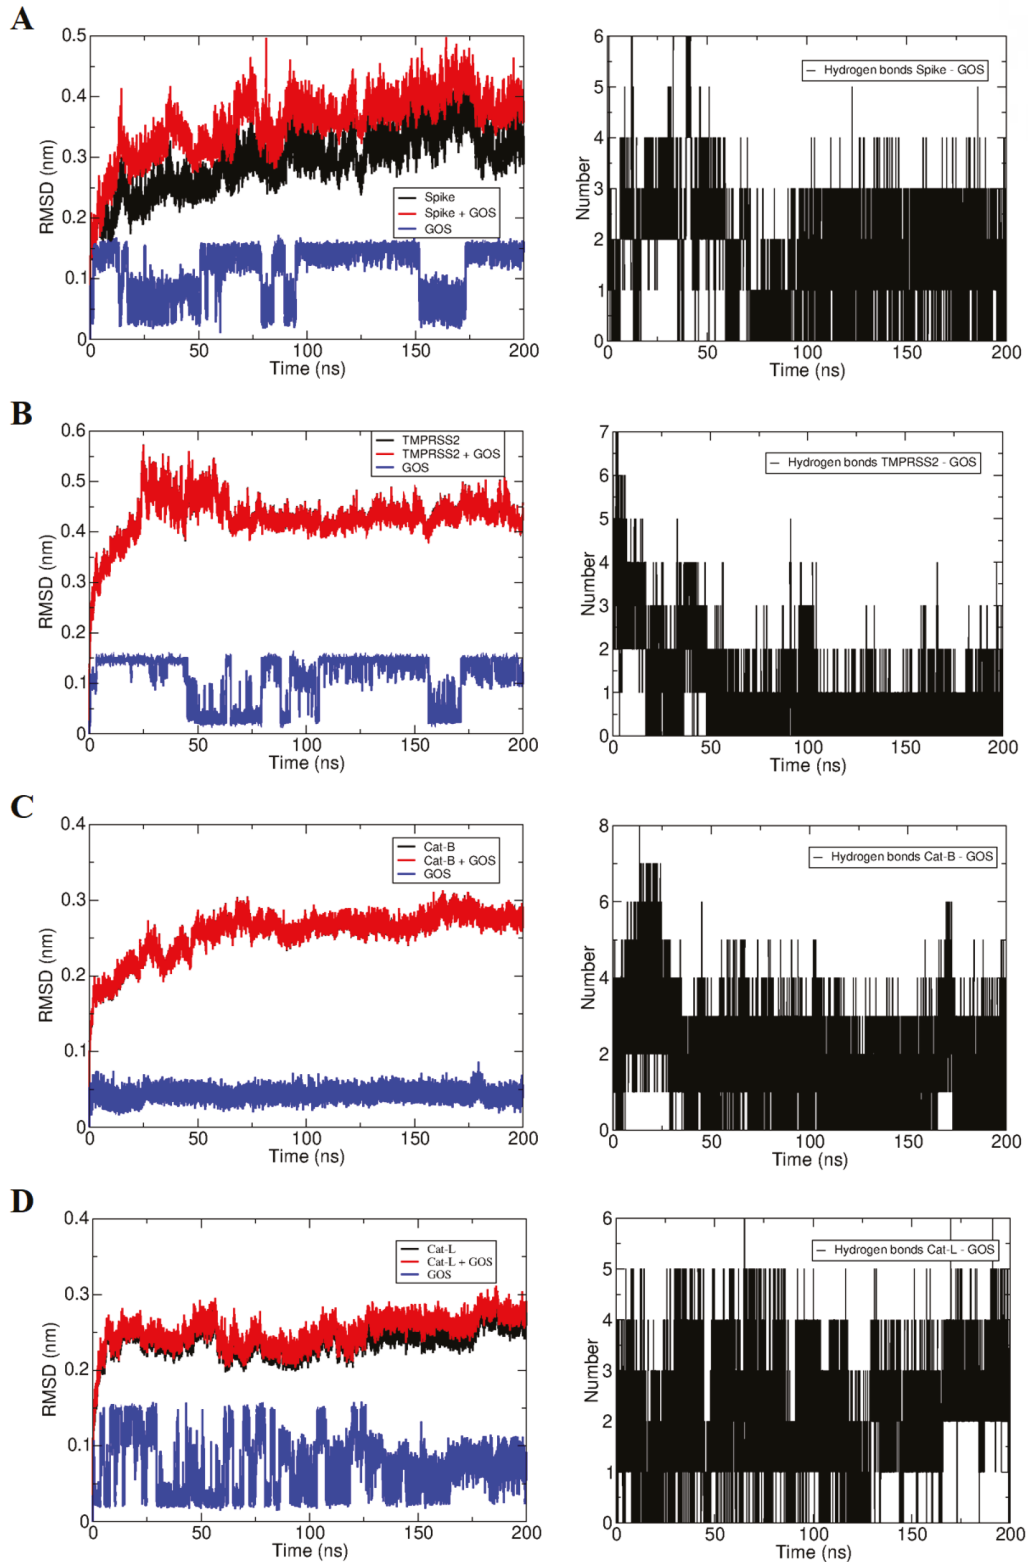 A
0.5
0.4
0.3
0.2
0.1
0
RMSD (nm)
Spike
Spike + GOS
GOS
0 50 100 150 200
Time (ns)
6
5
4
3
2
1
0
Number
Hydrogen bonds Spike - GOS
0 50 100 150 200
Time (ns)
B
0.6
0.5
0.4
0.3
0.2
0.1
0
RMSD (nm)
TMPRSS2
TMPRSS2 + GOS
GOS
0 50 100 150 200
Time (ns)
7
6
5
4
3
2
1
0
Number
Hydrogen bonds TMPRSS2 - GOS
0 50 100 150 200
Time (ns)
C
0.4
0.3
0.2
0.1
0
RMSD (nm)
Cat-B
Cat-B + GOS
GOS
0 50 100 150 200
Time (ns)
8
6
4
2
0
Number
Hydrogen bonds Cat-B - GOS
0 50 100 150 200
Time (ns)
D
0.4
0.3
0.2
0.1
0
RMSD (nm)
Cat-L
Cat-L + GOS
GOS
0 50 100 150 200
Time (ns)
6
5
4
3
2
1
0
Number
Hydrogen bonds Cat-L - GOS
0 50 100 150 200
Time (ns)